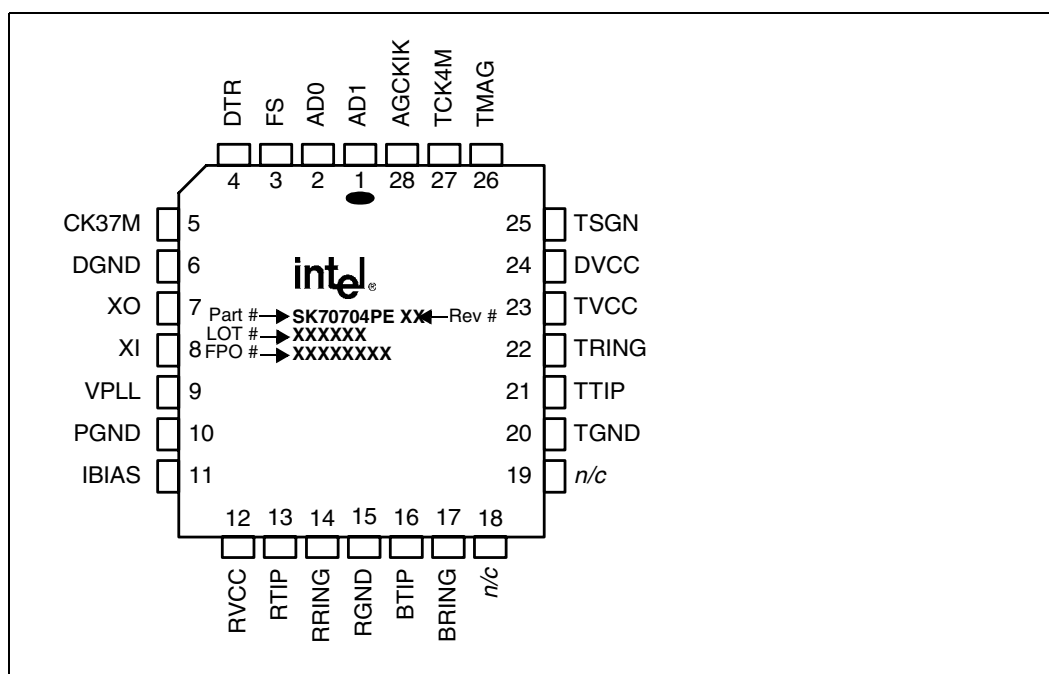 DTR FS AD0 AD1 AGCKIK TCK4M TMAG
4 3 2 1 28 27 26
CK37M 5 25 TSGN
DGND 6 24 DVCC
intel®
XO 7 Part # SK70704PE XX Rev # 23 TVCC
LOT # XXXXXX
XI 8 FPO # XXXXXXXX 22 TRING
VPLL 9 21 TTIP
PGND 10 20 TGND
IBIAS 11 19 n/c
12 13 14 15 16 17 18
RVCC RTIP RRING RGND BTIP BRING n/c